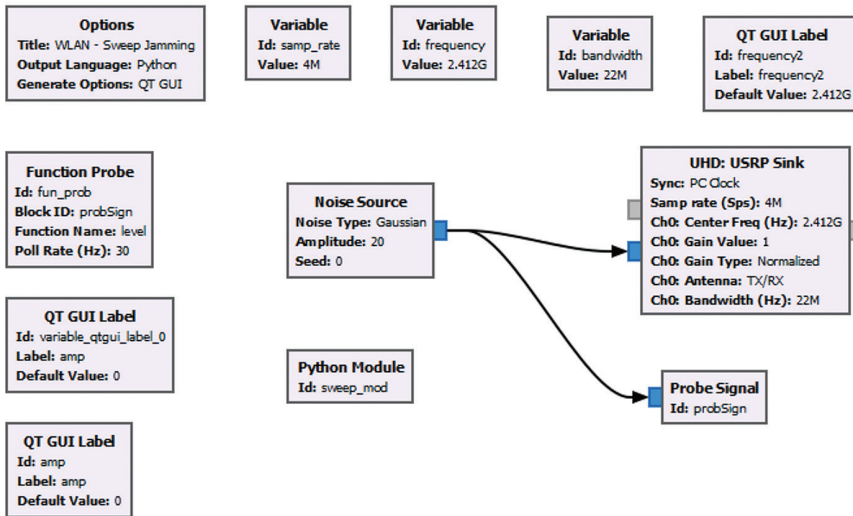 Options
Title: WLAN - Sweep Jamming
Output Language: Python
Generate Options: QT GUI
Variable
Id: samp_rate
Value: 4M
Variable
Id: frequency
Value: 2.412G
Variable
Id: bandwidth
Value: 22M
QT GUI Label
Id: frequency2
Label: frequency2
Default Value: 2.412G
Function Probe
Id: fun_prob
Block ID: probSign
Function Name: level
Poll Rate (Hz): 30
Noise Source
Noise Type: Gaussian
Amplitude: 20
Seed: 0
UHD: USRP Sink
Sync: PC Clock
Samp rate (Sps): 4M
Ch0: Center Freq (Hz): 2.412G
Ch0: Gain Value: 1
Ch0: Gain Type: Normalized
Ch0: Antenna: TX/RX
Ch0: Bandwidth (Hz): 22M
QT GUI Label
Id: variable_qtgui_label_0
Label: amp
Default Value: 0
Python Module
Id: sweep_mod
Probe Signal
Id: probSign
QT GUI Label
Id: amp
Label: amp
Default Value: 0